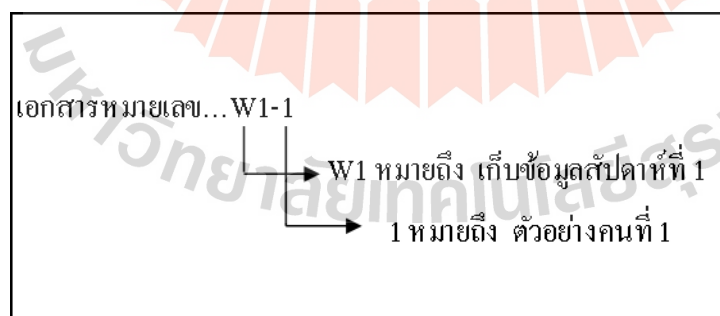 เอกสารหมายเลข...W1-1
W1 หมายถึง เก็บข้อมูลสัปดาห์ที่ 1
1 หมายถึง ตัวอย่างคนที่ 1